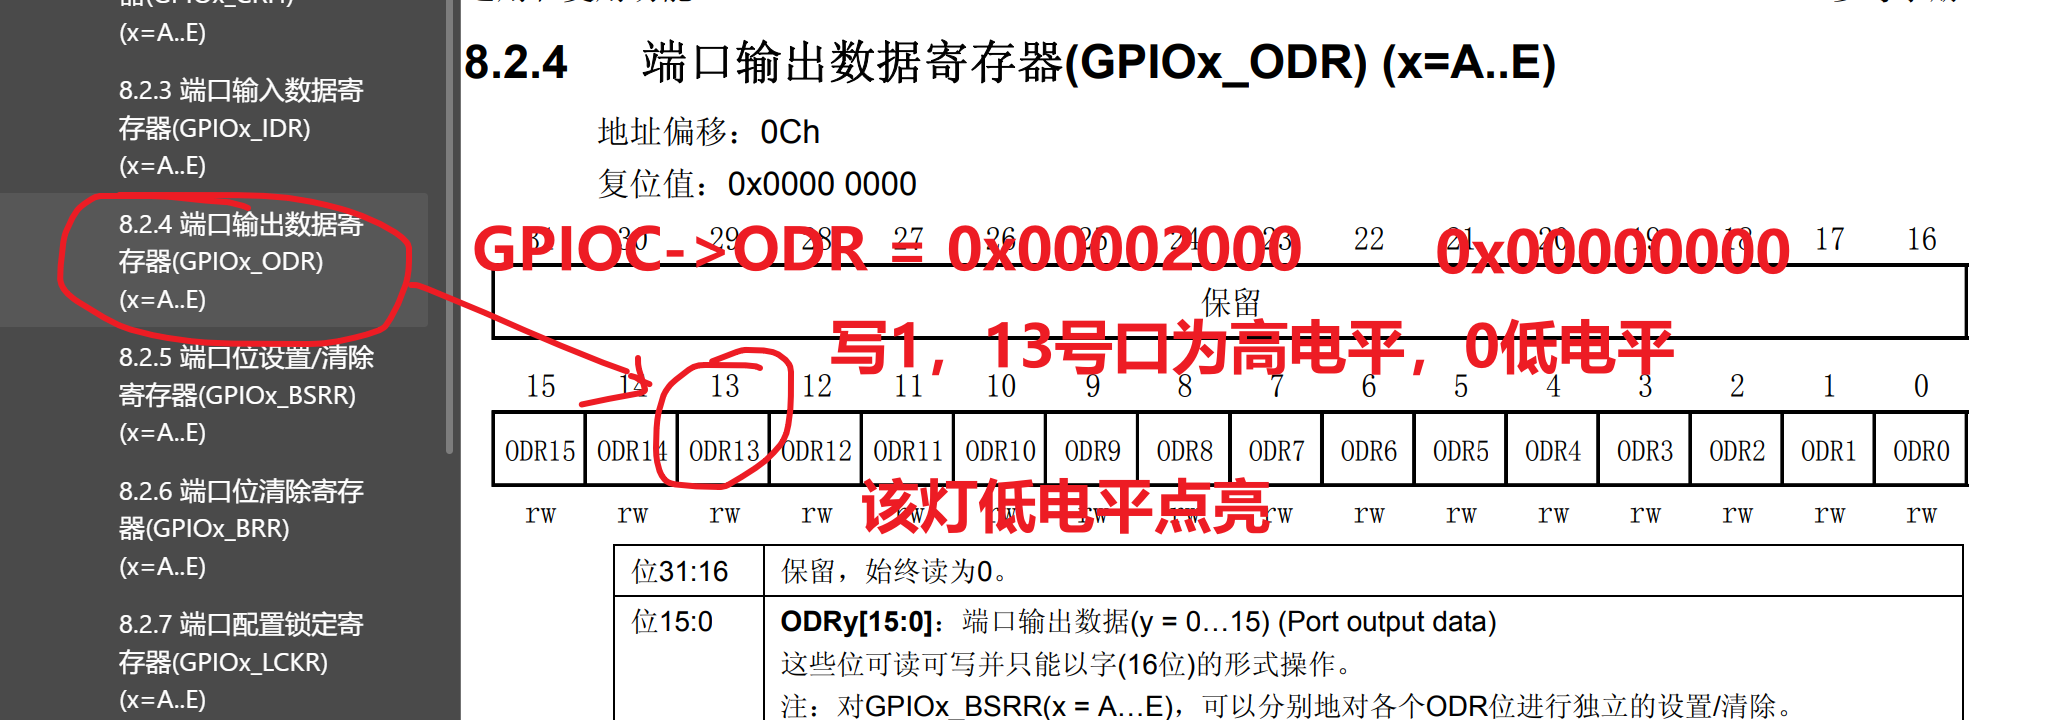 (x=A..E)
8.2.3 端口输入数据寄
存器(GPIOx_IDR)
(x=A..E)
8.2.4 端口输出数据寄
存器(GPIOx_ODR)
(x=A..E)
8.2.5 端口位设置/清除
寄存器(GPIOx_BSRR)
(x=A..E)
8.2.6 端口位清除寄存
器(GPIOx_BRR)
(x=A..E)
8.2.7 端口配置锁定寄
存器(GPIOx_LCKR)
(x=A..E)
8.2.4 端口输出数据寄存器(GPIOx_ODR) (x=A..E)
地址偏移：0Ch
复位值：0x0000 0000
31 30 29 28 27 26 25 24 23 22 21 20 19 18 17 16
GPIOC->ODR = 0x00002000 0x00000000
保留
写1，13号口为高电平，0低电平
15 14 13 12 11 10 9 8 7 6 5 4 3 2 1 0
ODR15 ODR14 ODR13 ODR12 ODR11 ODR10 ODR9 ODR8 ODR7 ODR6 ODR5 ODR4 ODR3 ODR2 ODR1 ODR0
该灯低电平点亮
rw rw rw rw rw rw rw rw rw rw rw rw rw rw rw rw
位31:16 保留，始终读为0。
位15:0 ODRy[15:0]：端口输出数据(y = 0…15) (Port output data)
这些位可读可写并只能以字(16位)的形式操作。
注：对GPIOx_BSRR(x = A…E)，可以分别地对各个ODR位进行独立的设置/清除。